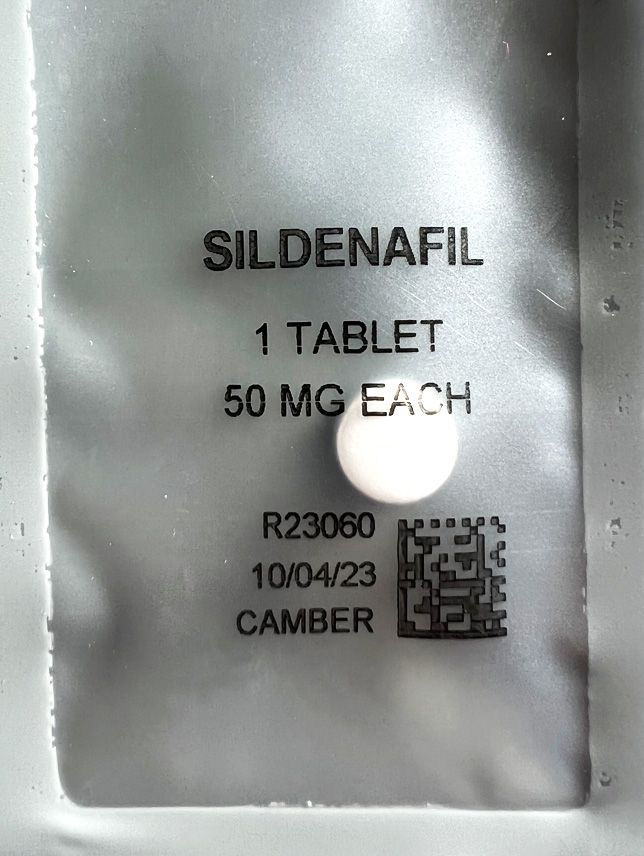 SILDENAFIL
1 TABLET
50 MG EACH
R23060
10/04/23
CAMBER